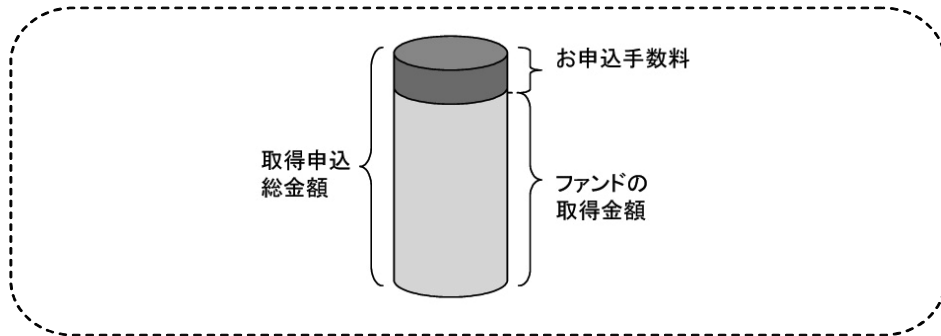 お申込手数料
取得申込
総金額
ファンドの
取得金額